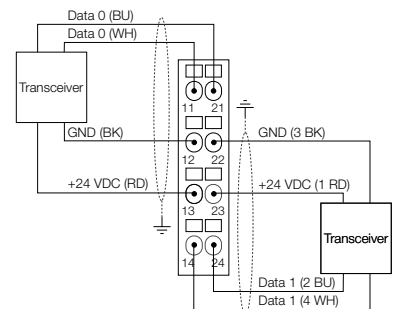 Data 0 (BU)
Data 0 (WH)
Transceiver
11 21
GND (BK)
GND (3 BK)
12 22
+24 VDC (RD)
+24 VDC (1 RD)
13 23
Transceiver
14 24
Data 1 (2 BU)
Data 1 (4 WH)